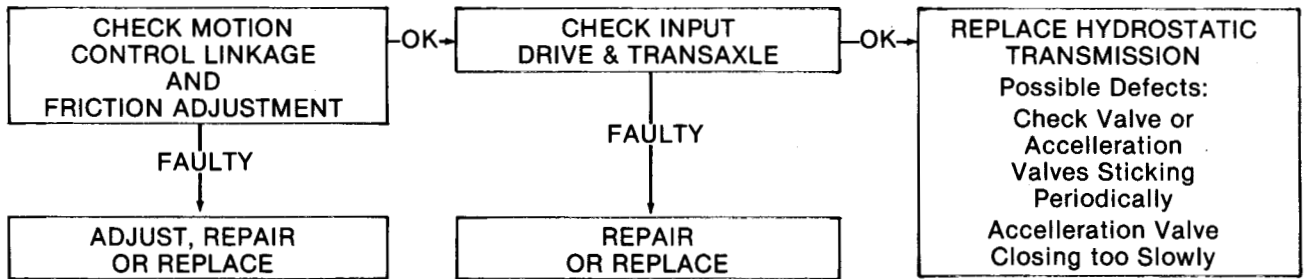 CHECK MOTION
CONTROL LINKAGE
AND
FRICTION ADJUSTMENT
OK
CHECK INPUT
DRIVE & TRANSAXLE
OK
REPLACE HYDROSTATIC
TRANSMISSION
Possible Defects:
Check Valve or
Accelleration
Valves Sticking
Periodically
Accelleration Valve
Closing too Slowly
FAULTY
FAULTY
ADJUST, REPAIR
OR REPLACE
REPAIR
OR REPLACE